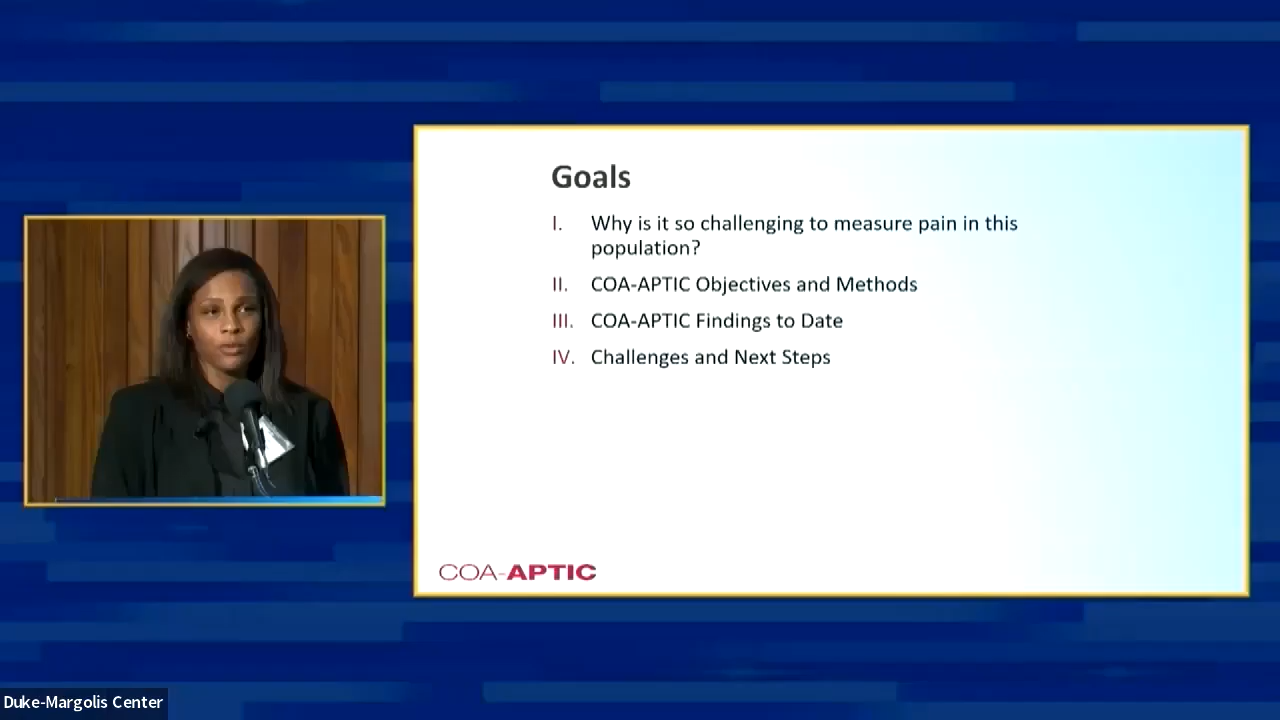 Goals
I. Why is it so challenging to measure pain in this
population?
II. COA-APTIC Objectives and Methods
III. COA-APTIC Findings to Date
IV. Challenges and Next Steps
COA-APTIC
Duke-Margolis Center